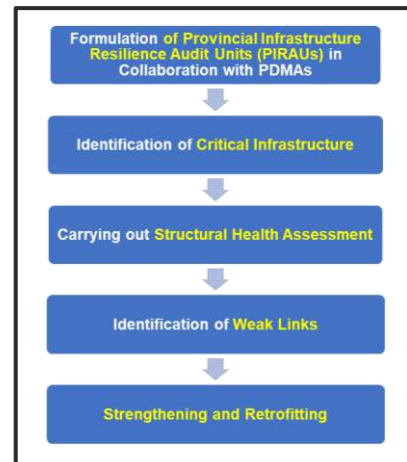 Formulation of Provincial Infrastructure
Resilience Audit Units (PIRAUs) in
Collaboration with PDMAs
Identification of Critical Infrastructure
Carrying out Structural Health Assessment
Identification of Weak Links
Strengthening and Retrofitting